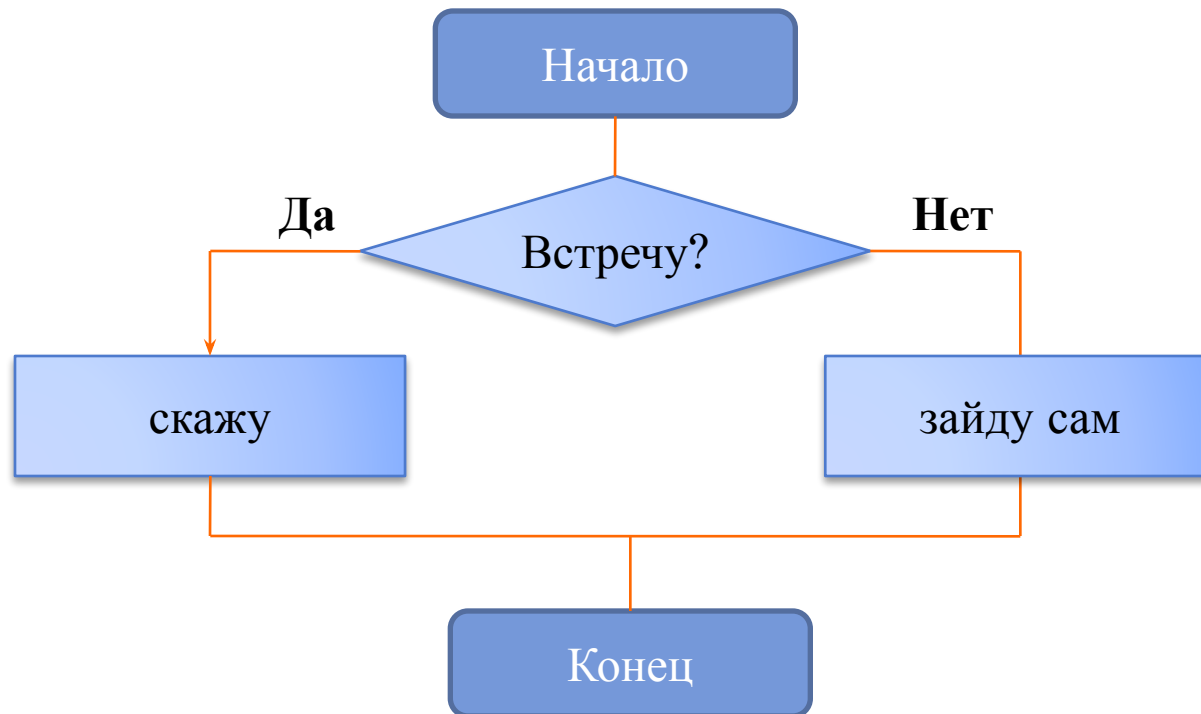 Начало
Да
Нет
Встречу?
скажу
зайду сам
Конец